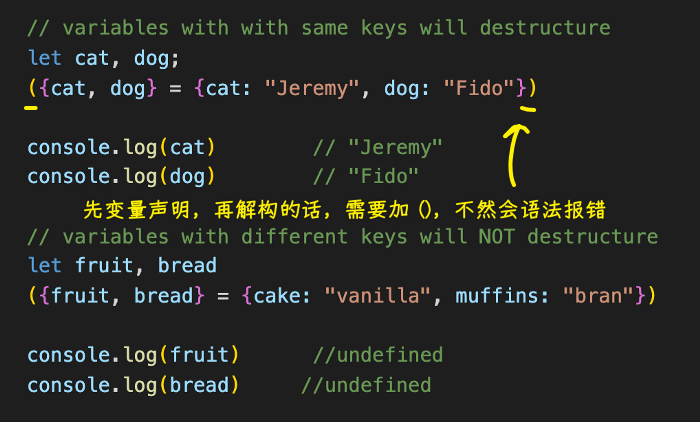 // variables with with same keys will destructure
let cat, dog;
({cat, dog} = {cat: "Jeremy", dog: "Fido"})
console.log(cat) // "Jeremy"
console.log(dog) // "Fido"
先变量声明，再解构的话，需要加 ()，不然会语法报错
// variables with different keys will NOT destructure
let fruit, bread
({fruit, bread} = {cake: "vanilla", muffins: "bran"})
console.log(fruit) //undefined
console.log(bread) //undefined